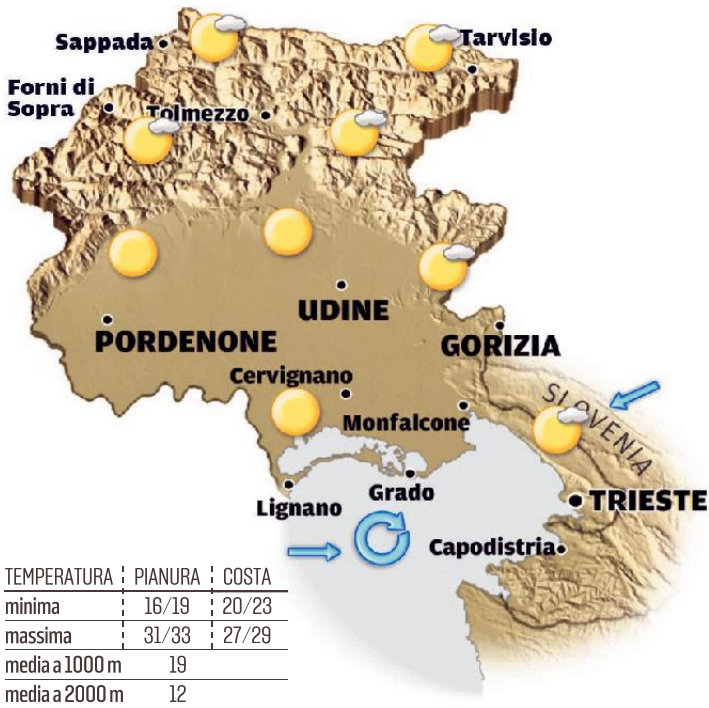 Sappada
Tarvisio
Forni di
Sopra
Tolmezzo
UDINE
PORDENONE
GORIZIA
Cervignano
SLOVENIA
Monfalcone
Lignano
Grado
TRIESTE
Capodistria
TEMPERATURA PIANURA COSTA
minima 16/19 20/23
massima 31/33 27/29
media a 1000 m 19
media a 2000 m 12